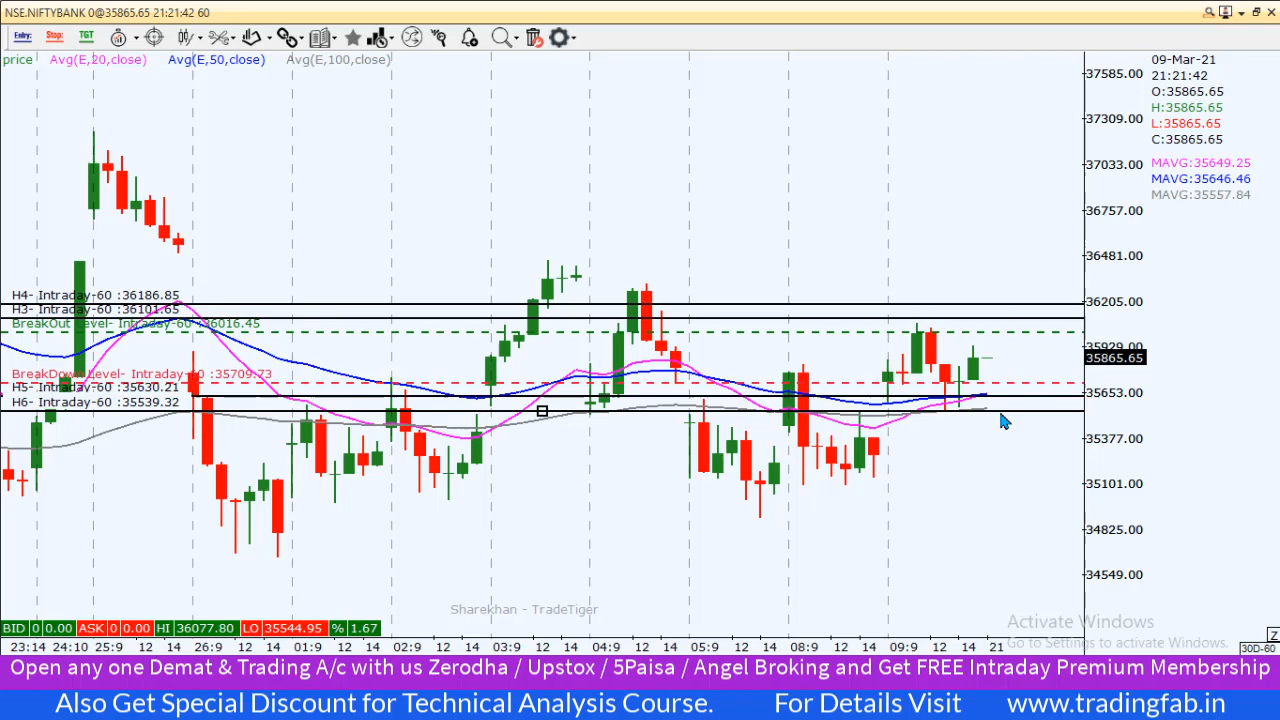 NSE.NIFTYBANK 0@35865.65 21:21:42 60
Entry: Stop: TGT
price Avg(E,20,close) Avg(E,50,close) Avg(E,100,close)
09-Mar-21
21:21:42
O:35865.65
H:35865.65
L:35865.65
C:35865.65
MAVG:35649.25
MAVG:35646.46
MAVG:35557.84
37585.00
37309.00
37033.00
36757.00
36481.00
36205.00
35929.00
35865.65
35653.00
35377.00
35101.00
34825.00
34549.00
H4- Intraday-60 :36186.85
H3- Intraday-60 :36101.65
BreakOut Level- Intraday-60 :36016.45
BreakDown Level- Intraday-60 :35709.73
H5- Intraday-60 :35630.21
H6- Intraday-60 :35539.32
Sharekhan - TradeTiger
Activate Windows
Go to Settings to activate Windows.
BID 0 0.00 ASK 0 0.00 HI 36077.80 LO 35544.95 % 1.67
Z
23:14 24:10 25:9 12 14 26:9 12 14 01:9 12 14 02:9 12 14 03:9 12 14 04:9 12 14 05:9 12 14 08:9 12 14 09:9 12 14 21
30D-60
Open any one Demat & Trading A/c with us Zerodha / Upstox / 5Paisa / Angel Broking and Get FREE Intraday Premium Membership
Also Get Special Discount for Technical Analysis Course. For Details Visit www.tradingfab.in